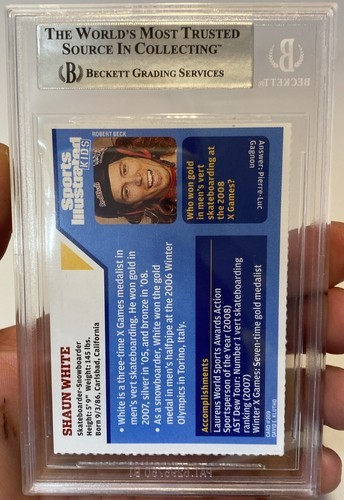 THE WORLD'S MOST TRUSTED
SOURCE IN COLLECTING™
BECKETT GRADING SERVICES
BECKETT
SHAUN WHITE
Skateboarder-Snowboarder
Height: 5' 9" Weight: 145 lbs.
Born 9/3/86, Carlsbad, California
Sports
Illustrated
KIDS
ROBERT BECK
• White is a three-time X Games medalist in
men's vert skateboarding. He won gold in
2007, silver in '05, and bronze in '08.
• As a snowboarder, White won the gold
medal in men's halfpipe at the 2006 Winter
Olympics in Torino, Italy.
Who won gold
in men's vert
skateboarding at
the 2008
X Games?
Answer: Pierre-Luc
Gagnon
Accomplishments
Laureus World Sports Awards Action
Sportsperson of the Year (2008)
AST Dew Tour: Number 1 vert skateboarding
ranking (2007)
Winter X Games: Seven-time gold medalist